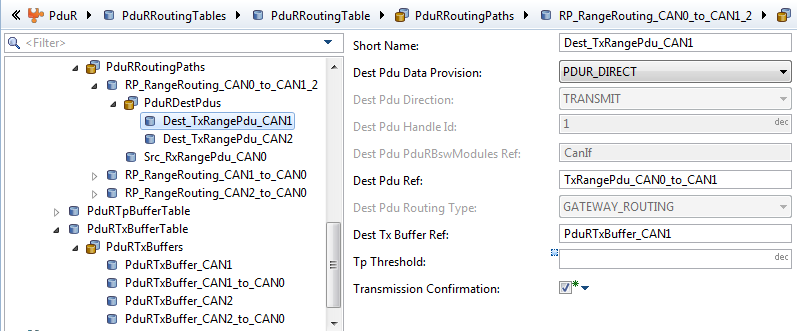 PduR PduRRoutingTables PduRRoutingTable PduRRoutingPaths RP_RangeRouting_CAN0_to_CAN1_2
<Filter>
PduRRoutingPaths
RP_RangeRouting_CAN0_to_CAN1_2
PduRDestPdus
Dest_TxRangePdu_CAN1
Dest_TxRangePdu_CAN2
Src_RxRangePdu_CAN0
RP_RangeRouting_CAN1_to_CAN0
RP_RangeRouting_CAN2_to_CAN0
PduRTpBufferTable
PduRTxBufferTable
PduRTxBuffers
PduRTxBuffer_CAN1
PduRTxBuffer_CAN1_to_CAN0
PduRTxBuffer_CAN2
PduRTxBuffer_CAN2_to_CAN0
Short Name: Dest_TxRangePdu_CAN1
Dest Pdu Data Provision: PDUR_DIRECT
Dest Pdu Direction: TRANSMIT
Dest Pdu Handle Id: 1 dec
Dest Pdu PduRBswModules Ref: CanIf
Dest Pdu Ref: TxRangePdu_CAN0_to_CAN1
Dest Pdu Routing Type: GATEWAY_ROUTING
Dest Tx Buffer Ref: PduRTxBuffer_CAN1
Tp Threshold: dec
Transmission Confirmation: *